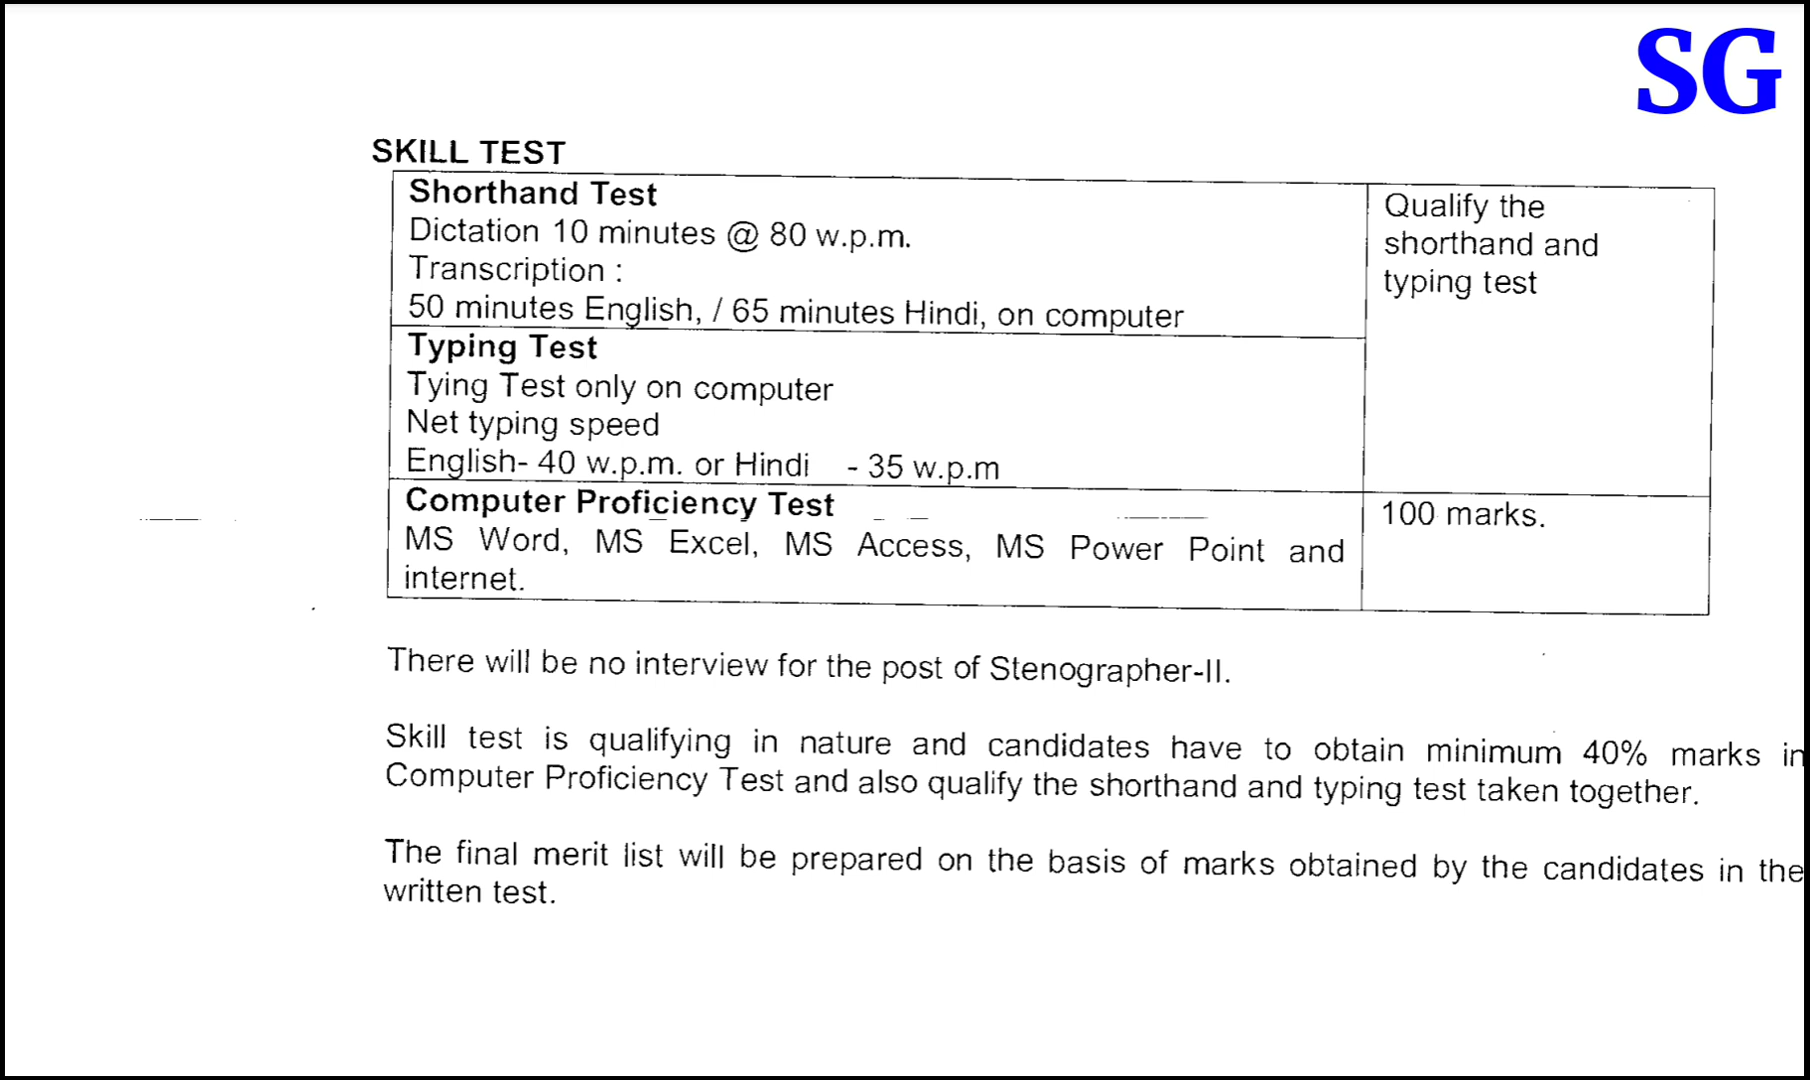 SG
SKILL TEST
Shorthand Test
Dictation 10 minutes @ 80 w.p.m.
Transcription :
50 minutes English, / 65 minutes Hindi, on computer
Qualify the
shorthand and
typing test
Typing Test
Tying Test only on computer
Net typing speed
English- 40 w.p.m. or Hindi - 35 w.p.m
Computer Proficiency Test
MS Word, MS Excel, MS Access, MS Power Point and
internet.
100 marks.
There will be no interview for the post of Stenographer-II.
Skill test is qualifying in nature and candidates have to obtain minimum 40% marks in
Computer Proficiency Test and also qualify the shorthand and typing test taken together.
The final merit list will be prepared on the basis of marks obtained by the candidates in the
written test.